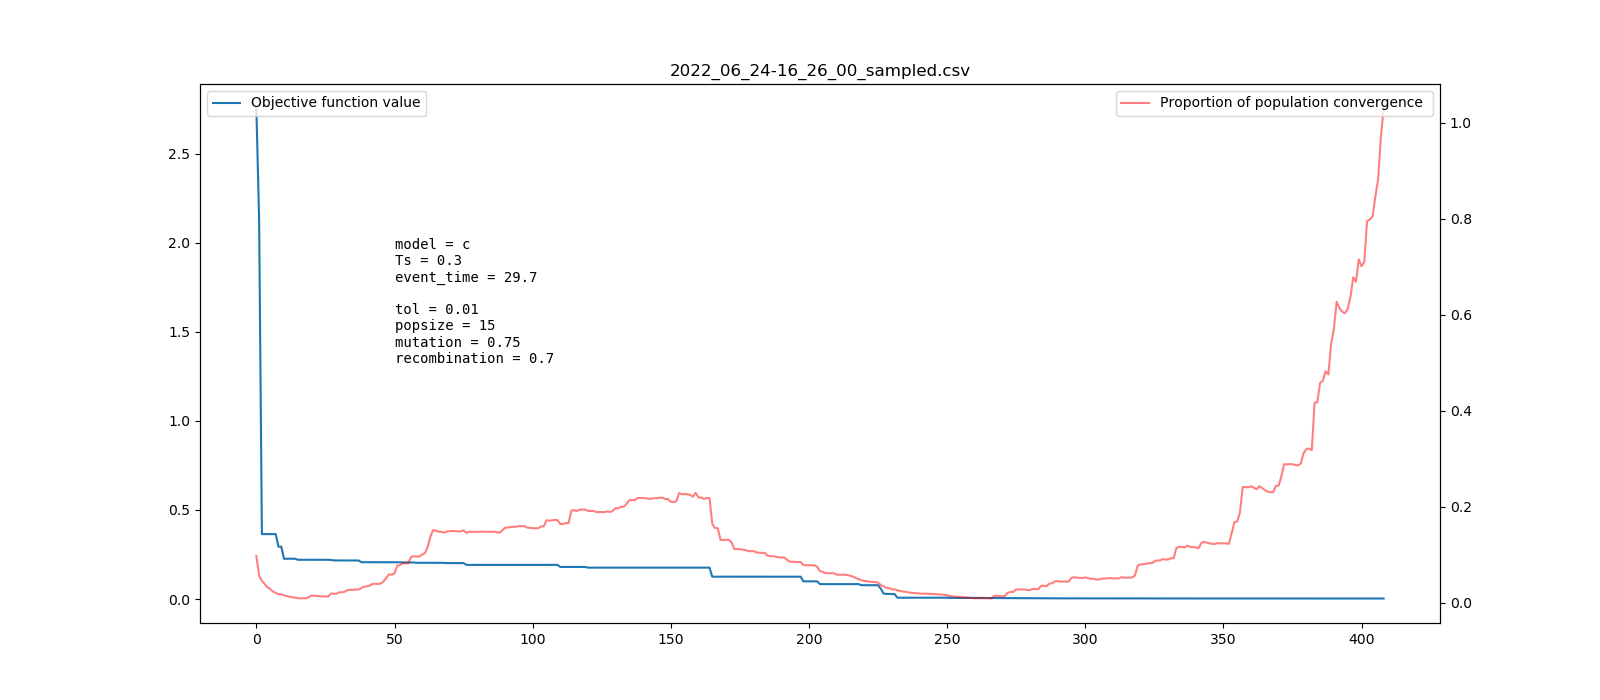 2022_06_24-16_26_00_sampled.csv
Objective function value
Proportion of population convergence
2.5
2.0
1.5
1.0
0.5
0.0
1.0
0.8
0.6
0.4
0.2
0.0
model = c
Ts = 0.3
event_time = 29.7
tol = 0.01
popsize = 15
mutation = 0.75
recombination = 0.7
0 50 100 150 200 250 300 350 400